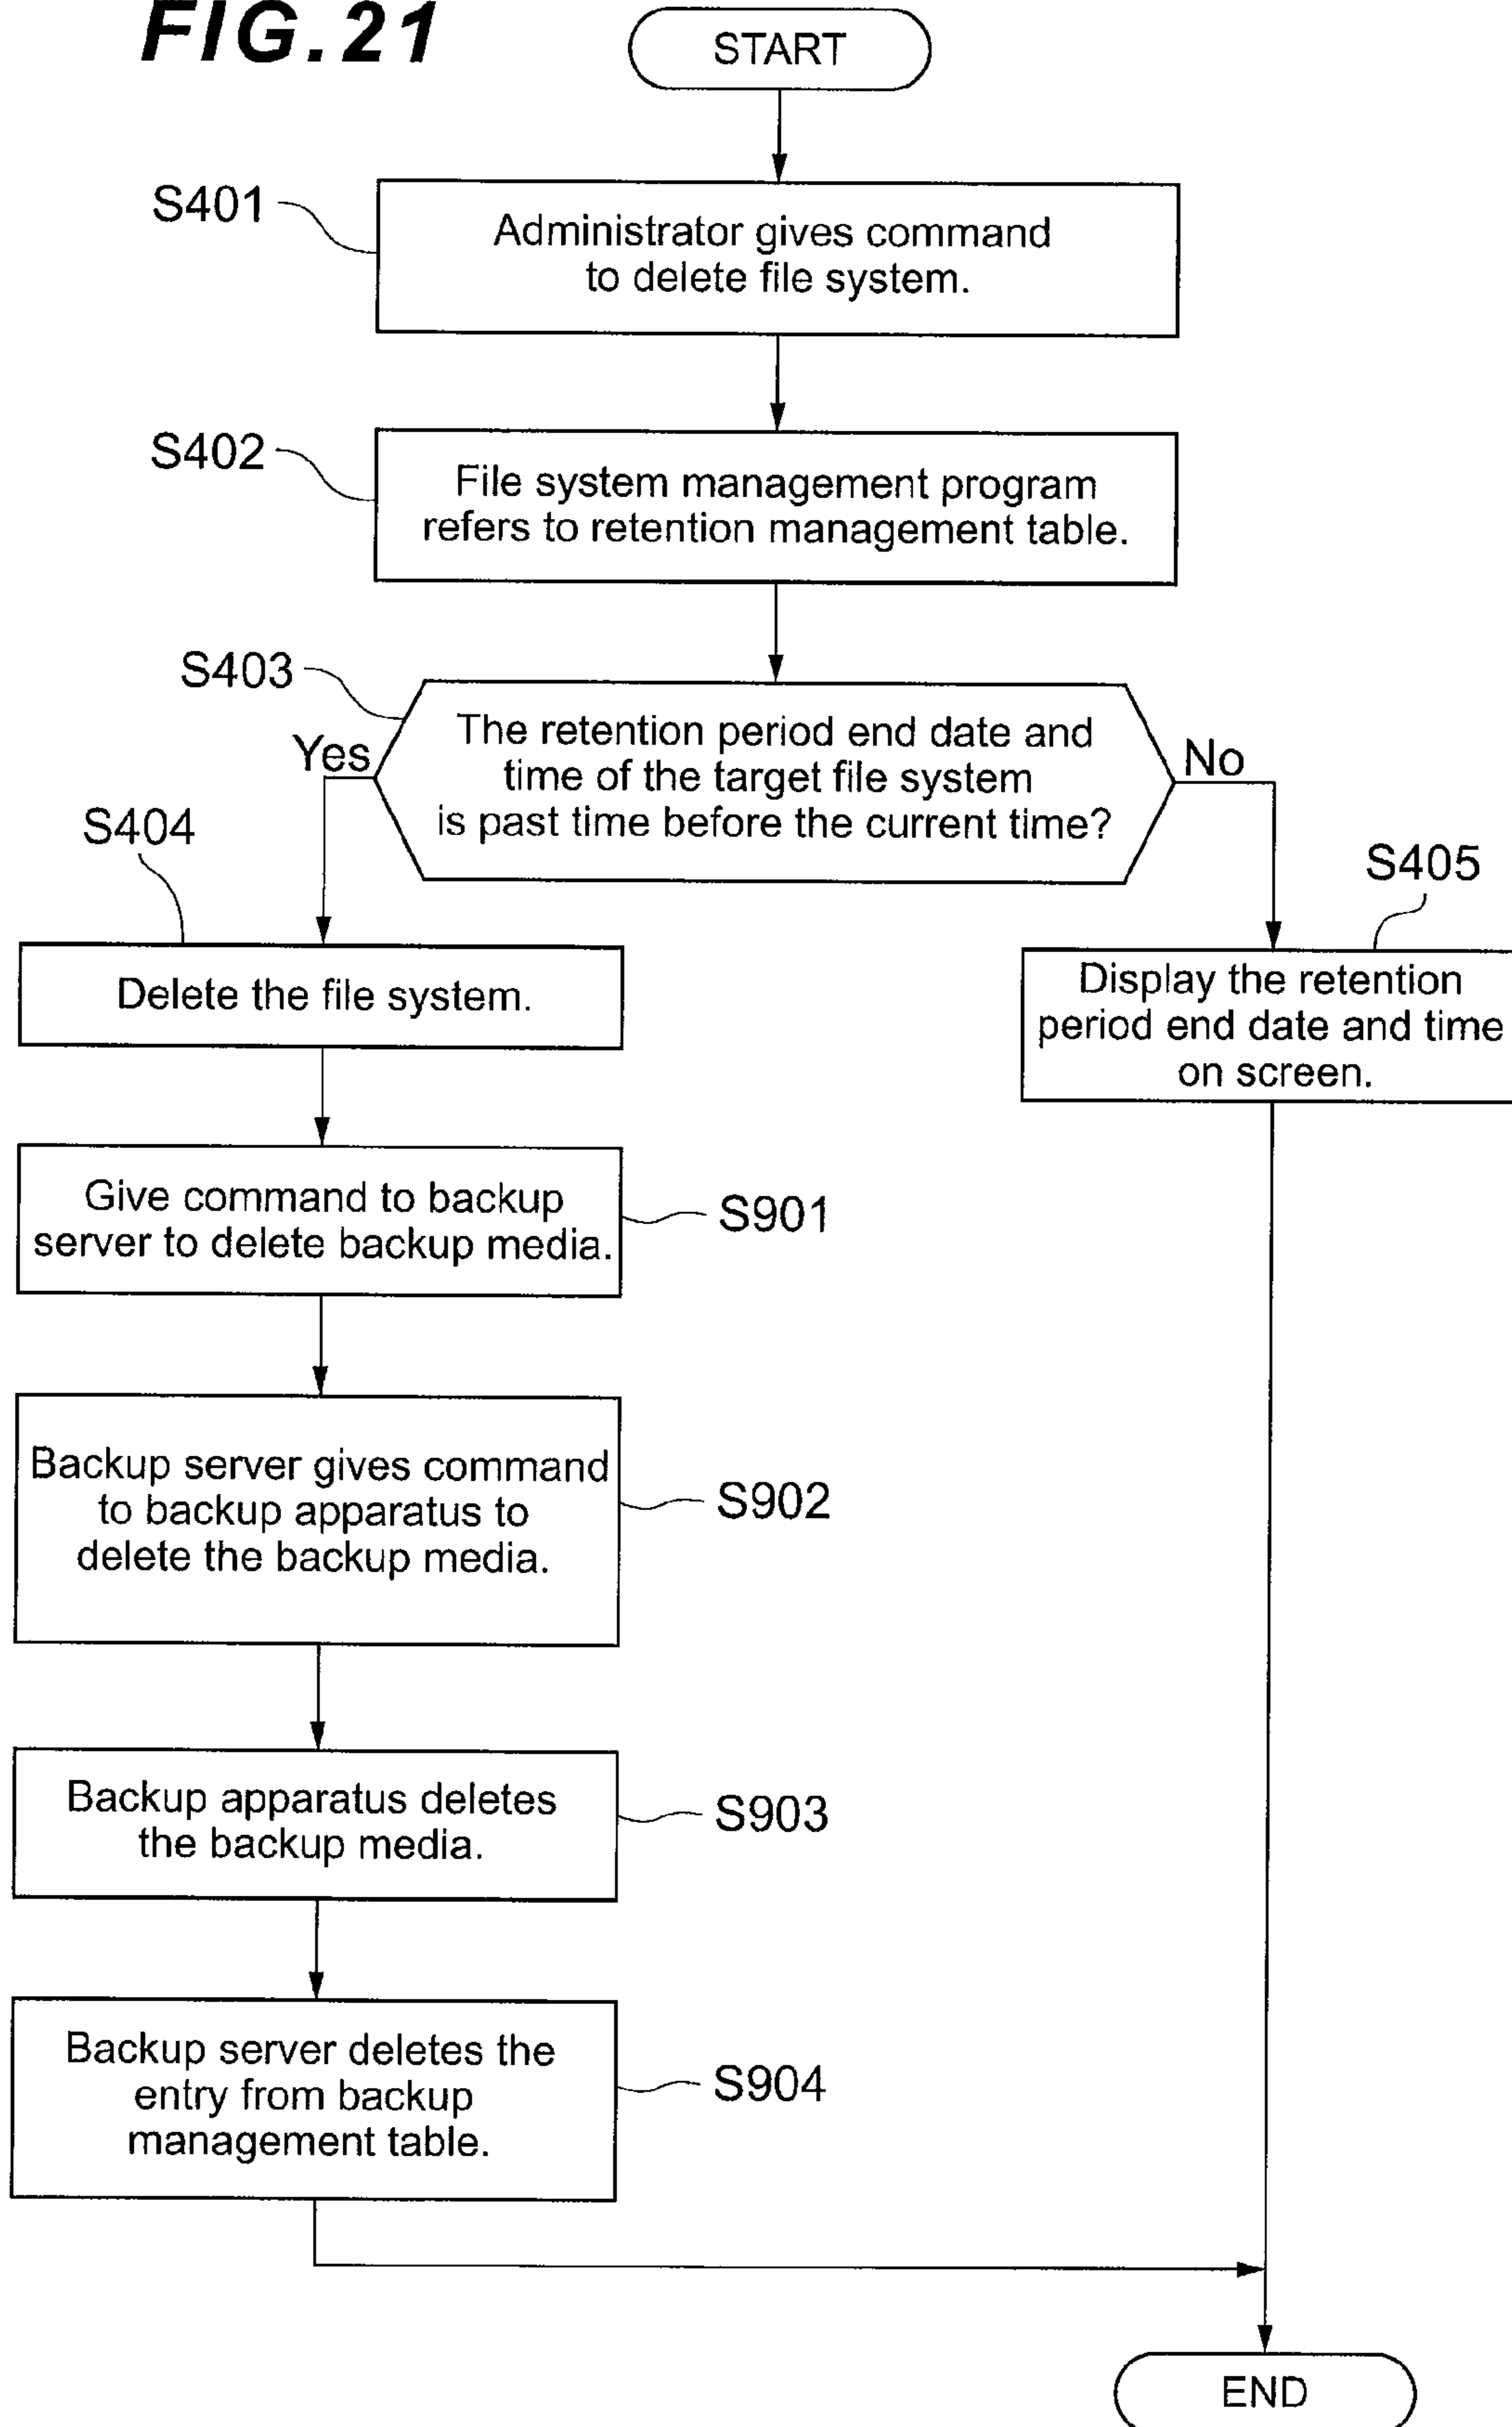 FIG.21
START
S401
Administrator gives command
to delete file system.
S402
File system management program
refers to retention management table.
S403
The retention period end date and
time of the target file system
is past time before the current time?
Yes
No
S404
Delete the file system.
S405
Display the retention
period end date and time
on screen.
Give command to backup
server to delete backup media.
S901
Backup server gives command
to backup apparatus to
delete the backup media.
S902
Backup apparatus deletes
the backup media.
S903
Backup server deletes the
entry from backup
management table.
S904
END